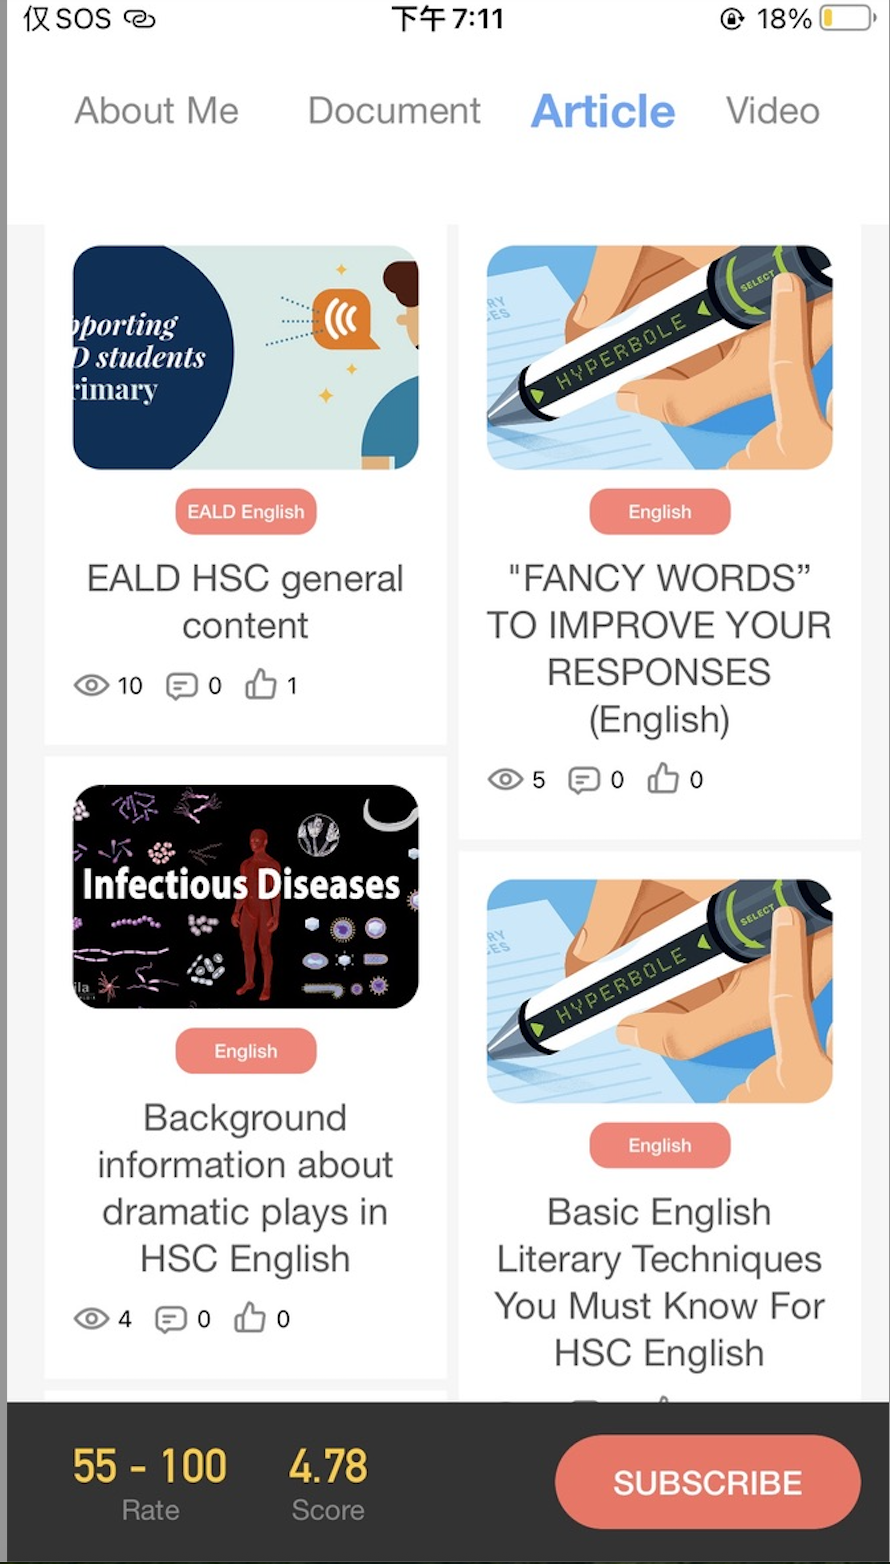 仅SOS 下午7:11 18%
About Me Document Article Video
pporting
D students
rimary
EALD English
EALD HSC general
content
10 0 1
RY
CES
HYPERBOLE
SELECT
English
"FANCY WORDS”
TO IMPROVE YOUR
RESPONSES
(English)
5 0 0
Infectious Diseases
ila
English
Background
information about
dramatic plays in
HSC English
4 0 0
RY
CES
HYPERBOLE
SELECT
English
Basic English
Literary Techniques
You Must Know For
HSC English
55 - 100 4.78
Rate Score
SUBSCRIBE